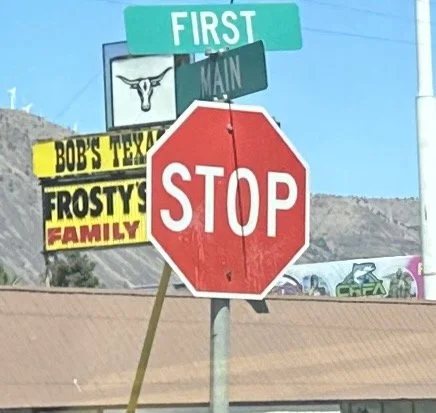 FIRST
MAIN
BOB'S TEXA
FROSTY'S
FAMILY
STOP